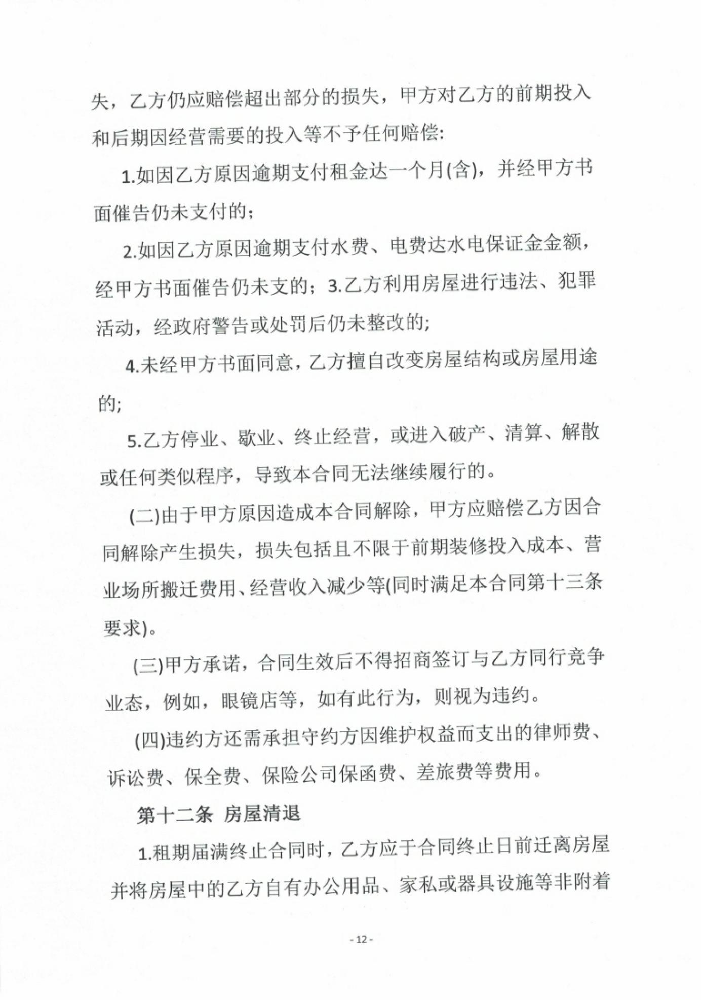 失，乙方仍应赔偿超出部分的损失，甲方对乙方的前期投入
和后期因经营需要的投入等不予任何赔偿:
1.如因乙方原因逾期支付租金达一个月(含)，并经甲方书
面催告仍未支付的；
2.如因乙方原因逾期支付水费、电费达水电保证金金额，
经甲方书面催告仍未支的；3.乙方利用房屋进行违法、犯罪
活动，经政府警告或处罚后仍未整改的;
4.未经甲方书面同意，乙方擅自改变房屋结构或房屋用途
的;
5.乙方停业、歇业、终止经营，或进入破产、清算、解散
或任何类似程序，导致本合同无法继续履行的。
(二)由于甲方原因造成本合同解除，甲方应赔偿乙方因合
同解除产生损失，损失包括且不限于前期装修投入成本、营
业场所搬迁费用、经营收入减少等(同时满足本合同第十三条
要求)。
(三)甲方承诺，合同生效后不得招商签订与乙方同行竞争
业态，例如，眼镜店等，如有此行为，则视为违约。
(四)违约方还需承担守约方因维护权益而支出的律师费、
诉讼费、保全费、保险公司保函费、差旅费等费用。
第十二条 房屋清退
1.租期届满终止合同时，乙方应于合同终止日前迁离房屋
并将房屋中的乙方自有办公用品、家私或器具设施等非附着
- 12 -